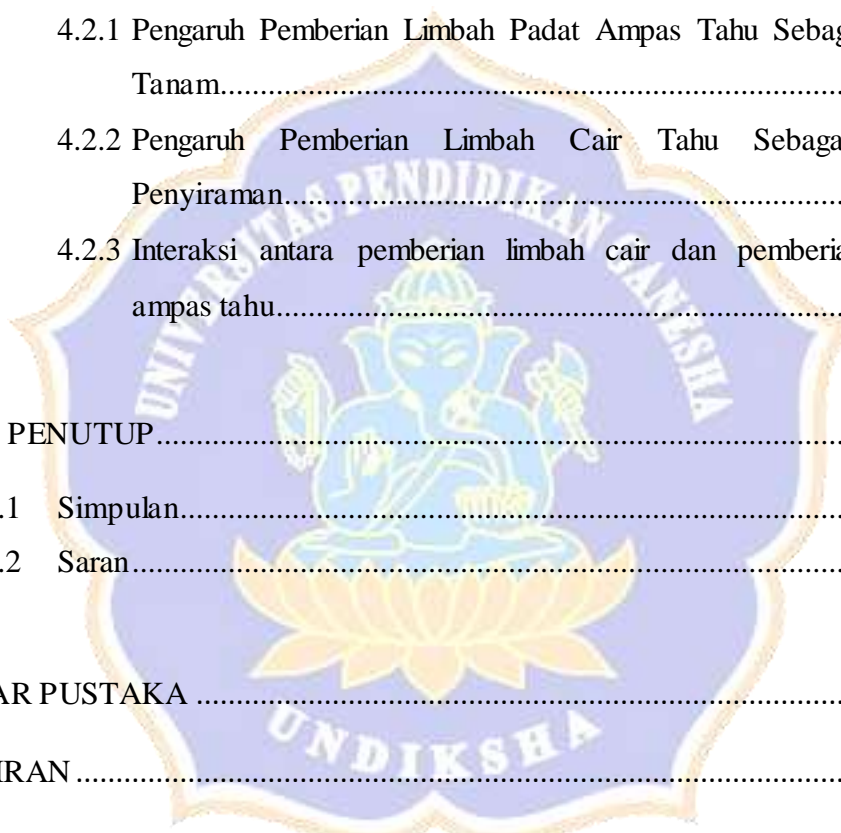 4.2.1 Pengaruh Pemberian Limbah Padat Ampas Tahu Sebag
Tanam
4.2.2 Pengaruh Pemberian Limbah Cair Tahu Sebaga
Penyiraman
4.2.3 Interaksi antara pemberian limbah cair dan pemberia
ampas tahu
PENUTUP
.1 Simpulan
.2 Saran
AR PUSTAKA
IRAN
UNIVERSITAS PENDIDIKAN GANESHA
UNDIKSHA